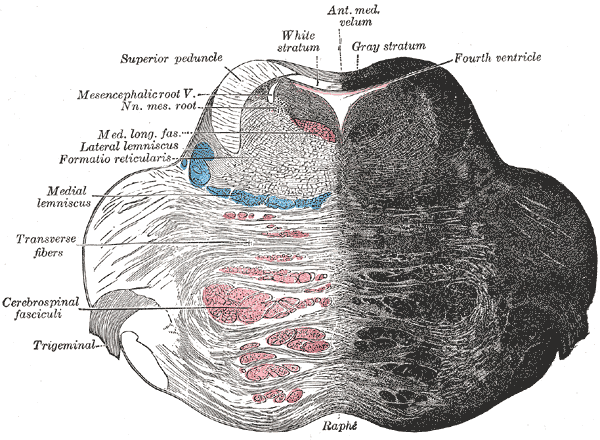 Ant. med.
velum
White
stratum
Gray stratum
Superior peduncle
Fourth ventricle
Mesencephalic root V.
Nn. mes. root
Med. long. fas.
Lateral lemniscus
Formatio reticularis
Medial
lemniscus
Transverse
fibers
Cerebrospinal
fasciculi
Trigeminal
Raphé